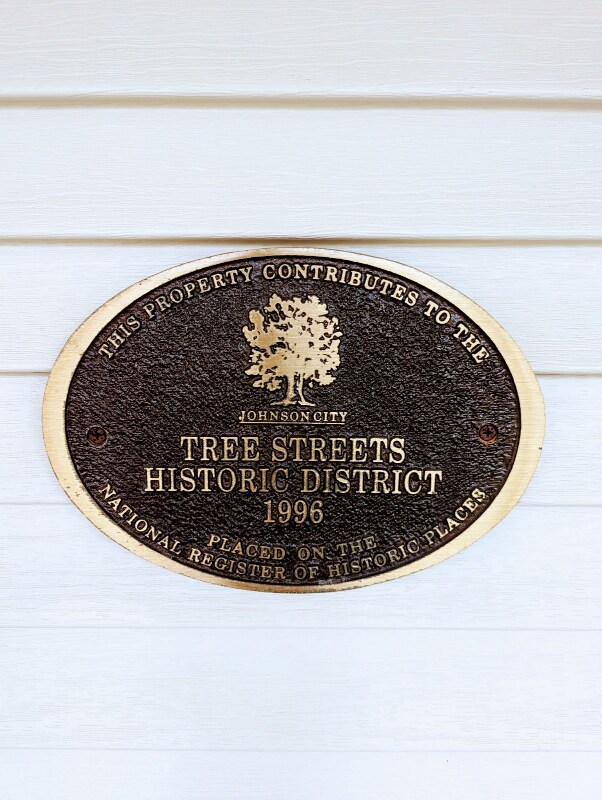 THIS PROPERTY CONTRIBUTES TO THE
JOHNSON CITY
TREE STREETS
HISTORIC DISTRICT
1996
PLACED ON THE
NATIONAL REGISTER OF HISTORIC PLACES